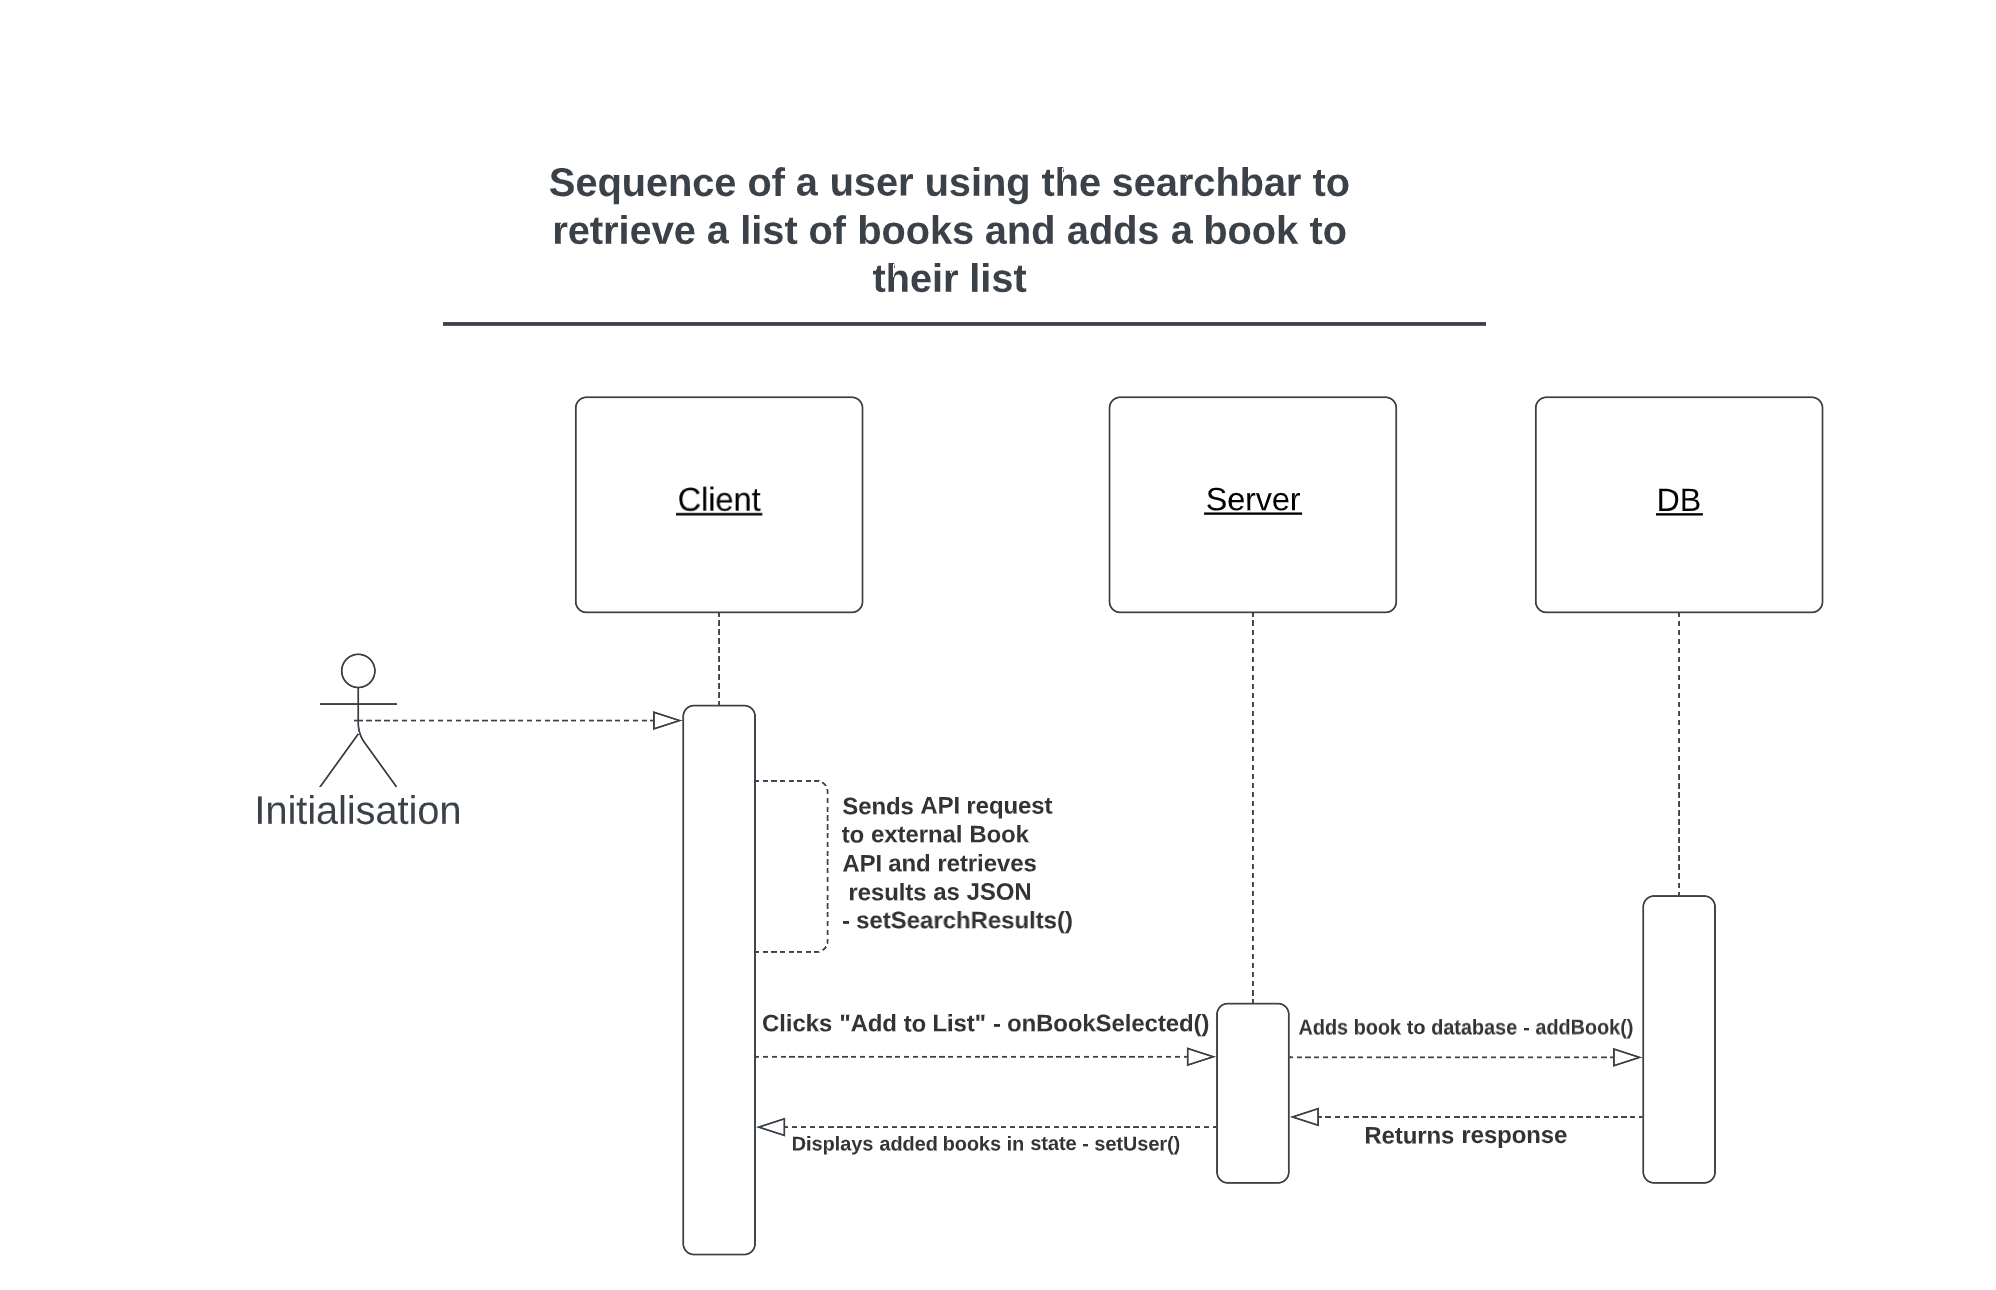 Sequence of a user using the searchbar to
retrieve a list of books and adds a book to
their list
Client
Server
DB
Initialisation
Sends API request
to external Book
API and retrieves
results as JSON
- setSearchResults()
Clicks "Add to List" - onBookSelected()
Adds book to database - addBook()
Displays added books in state - setUser()
Returns response